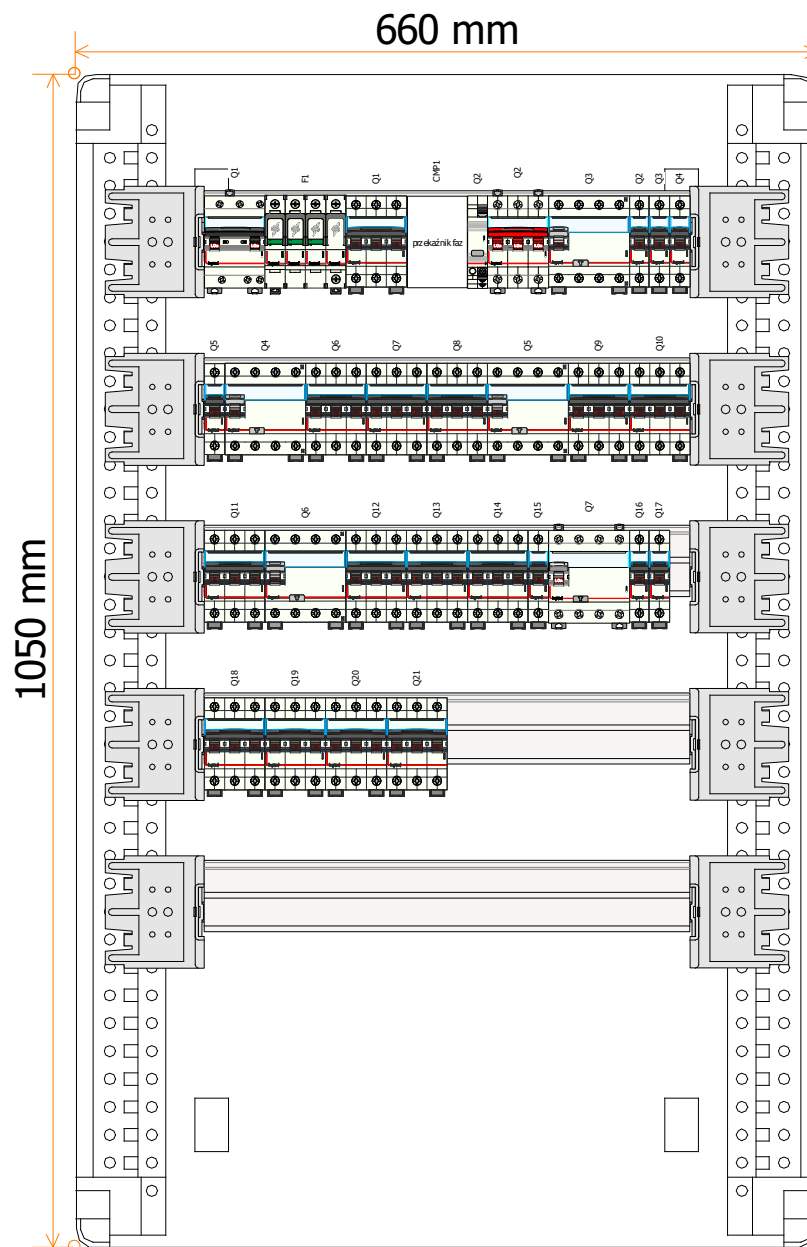 660 mm
1050 mm
Q1 F1 Q1 CMP1 Q2 Q2 Q3 Q2 Q3 Q4
przekaźnik faz
Q5 Q4 Q6 Q7 Q8 Q5 Q9 Q10
Q11 Q6 Q12 Q13 Q14 Q15 Q7 Q16 Q17
Q18 Q19 Q20 Q21